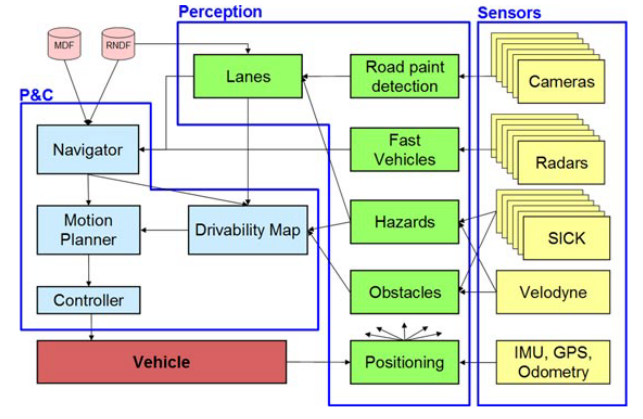 Perception
Sensors
MDF
RNDF
Lanes
Road paint
detection
Cameras
P&C
Navigator
Fast
Vehicles
Radars
Motion
Planner
Drivability Map
Hazards
SICK
Controller
Obstacles
Velodyne
Vehicle
Positioning
IMU, GPS,
Odometry